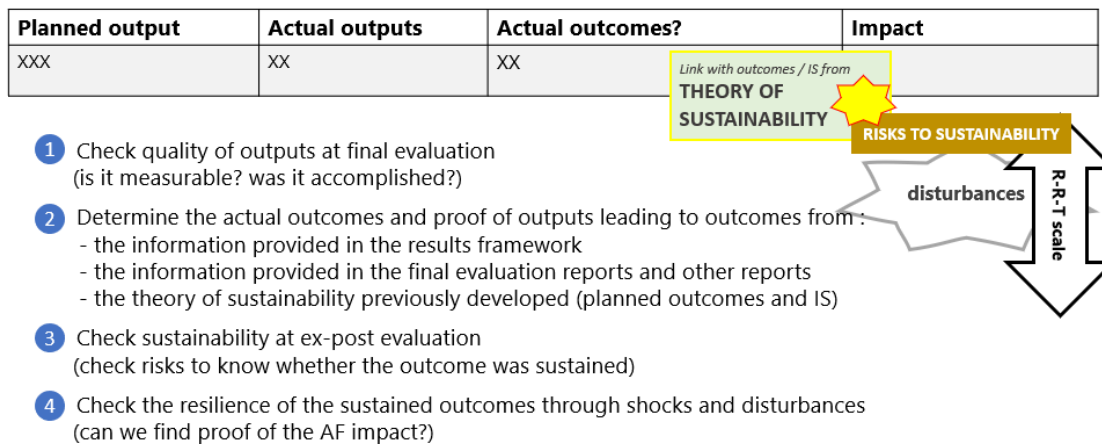 Planned output Actual outputs Actual outcomes? Impact
XXX XX XX
Link with outcomes / IS from
THEORY OF
SUSTAINABILITY
RISKS TO SUSTAINABILITY
disturbances
R-R-T scale
1 Check quality of outputs at final evaluation
(is it measurable? was it accomplished?)
2 Determine the actual outcomes and proof of outputs leading to outcomes from :
- the information provided in the results framework
- the information provided in the final evaluation reports and other reports
- the theory of sustainability previously developed (planned outcomes and IS)
3 Check sustainability at ex-post evaluation
(check risks to know whether the outcome was sustained)
4 Check the resilience of the sustained outcomes through shocks and disturbances
(can we find proof of the AF impact?)